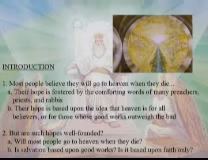 INTRODUCTION
1. Most people believe they will go to heaven when they die...
a. Their hope is fostered by the comforting words of many preachers,
priests, and rabbis
b. Their hope is based upon the idea that heaven is for all
believers, or for those whose good works outweigh the bad
2. But are such hopes well-founded?
a. Will most people go to heaven when they die?
b. Is salvation based upon good works? Is it based upon faith only?